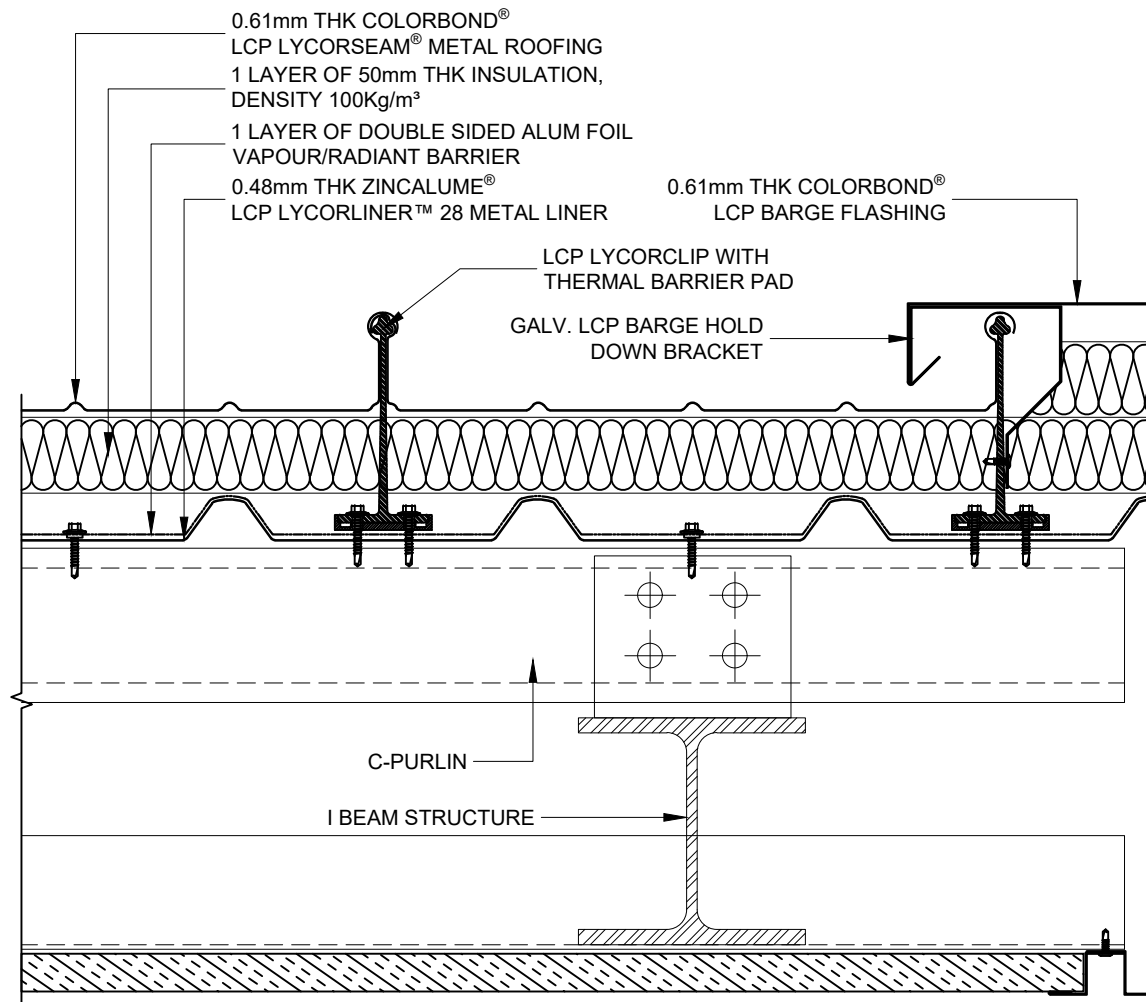 0.61mm THK COLORBOND®
LCP LYCORSEAM® METAL ROOFING
1 LAYER OF 50mm THK INSULATION,
DENSITY 100Kg/m³
1 LAYER OF DOUBLE SIDED ALUM FOIL
VAPOUR/RADIANT BARRIER
0.48mm THK ZINCALUME®
LCP LYCORLINER™ 28 METAL LINER
0.61mm THK COLORBOND®
LCP BARGE FLASHING
LCP LYCORCLIP WITH
THERMAL BARRIER PAD
GALV. LCP BARGE HOLD
DOWN BRACKET
C-PURLIN
I BEAM STRUCTURE